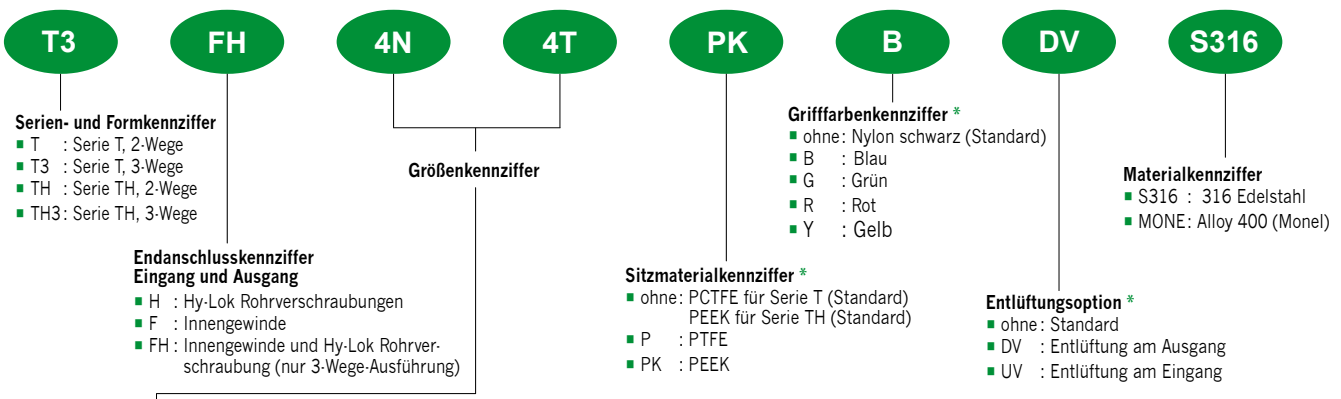 T3 FH 4N 4T PK B DV S316
Serien- und Formkennziffer
■ T : Serie T, 2-Wege
■ T3 : Serie T, 3-Wege
■ TH : Serie TH, 2-Wege
■ TH3 : Serie TH, 3-Wege
Endanschlusskennziffer
Eingang und Ausgang
■ H : Hy-Lok Rohrverschraubungen
■ F : Innengewinde
■ FH : Innengewinde und Hy-Lok Rohrver-
schraubung (nur 3-Wege-Ausführung)
Größenkennziffer
Sitzmaterialkennziffer *
■ ohne: PCTFE für Serie T (Standard)
PEEK für Serie TH (Standard)
■ P : PTFE
■ PK : PEEK
Grifffarbenkennziffer *
■ ohne: Nylon schwarz (Standard)
■ B : Blau
■ G : Grün
■ R : Rot
■ Y : Gelb
Entlüftungsoption *
■ ohne: Standard
■ DV : Entlüftung am Ausgang
■ UV : Entlüftung am Eingang
Materialkennziffer
■ S316 : 316 Edelstahl
■ MONE: Alloy 400 (Monel)